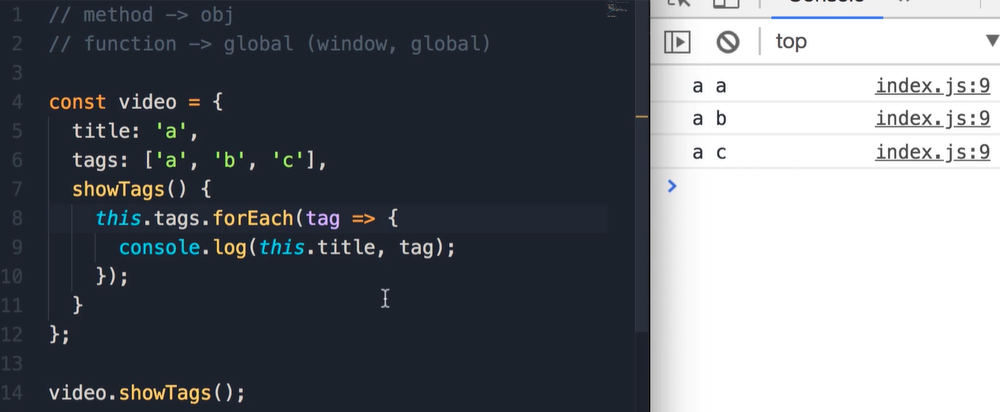 1 // method -> obj
2 // function -> global (window, global)
3
4 const video = {
5   title: 'a',
6   tags: ['a', 'b', 'c'],
7   showTags() {
8     this.tags.forEach(tag => {
9       console.log(this.title, tag);
10     });
11   }
12 };
13
14 video.showTags();
Console
top
a a index.js:9
a b index.js:9
a c index.js:9